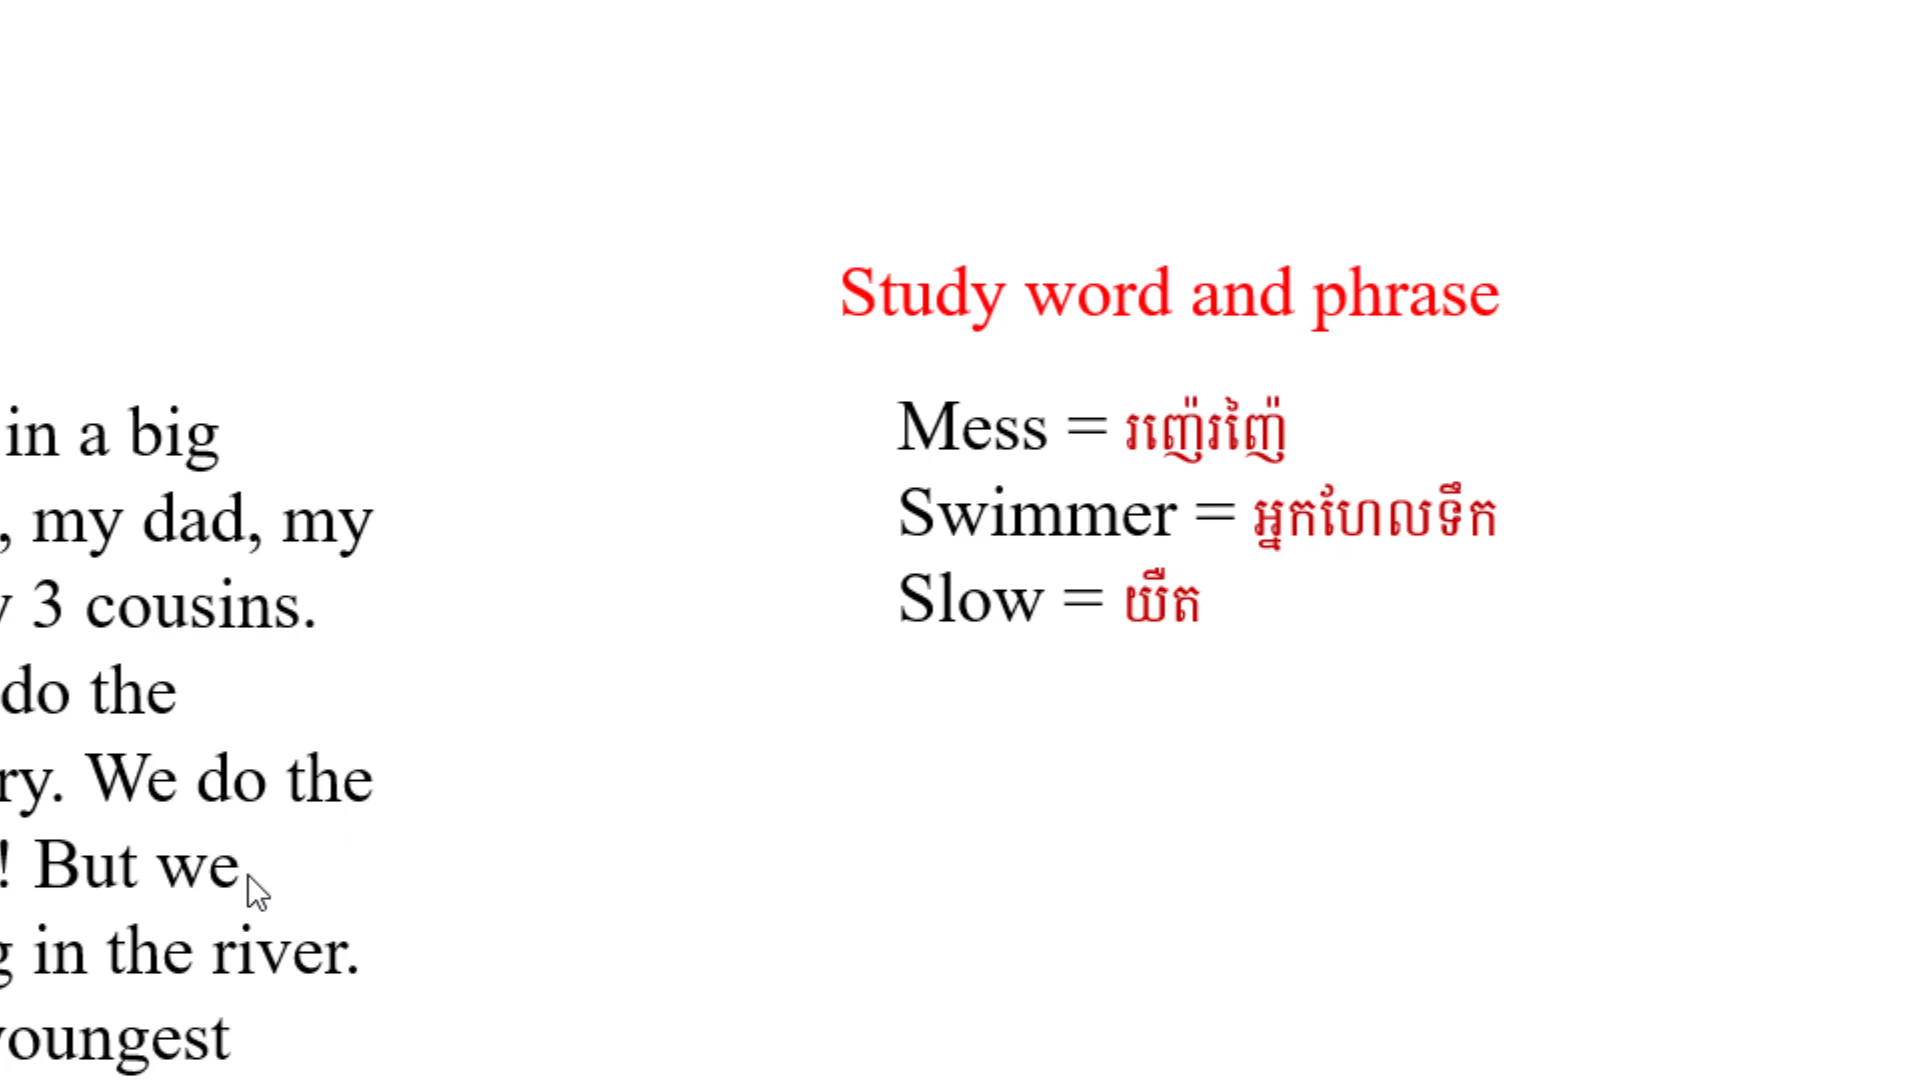 Study word and phrase
Mess = រញ៉េរញ៉ៃ
Swimmer = អ្នកហែលទឹក
Slow = យឺត
in a big
, my dad, my
3 cousins.
do the
ry. We do the
! But we
g in the river.
youngest